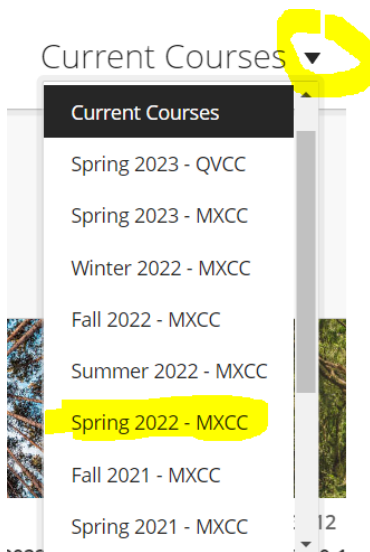 Current Courses
Current Courses
Spring 2023 - QVCC
Spring 2023 - MXCC
Winter 2022 - MXCC
Fall 2022 - MXCC
Summer 2022 - MXCC
Spring 2022 - MXCC
Fall 2021 - MXCC
Spring 2021 - MXCC
12